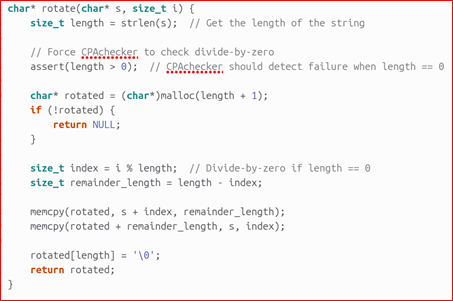 char* rotate(char* s, size_t i) {
    size_t length = strlen(s);  // Get the length of the string

    // Force CPAchecker to check divide-by-zero
    assert(length > 0);  // CPAchecker should detect failure when length == 0

    char* rotated = (char*)malloc(length + 1);
    if (!rotated) {
        return NULL;
    }

    size_t index = i % length;  // Divide-by-zero if length == 0
    size_t remainder_length = length - index;

    memcpy(rotated, s + index, remainder_length);
    memcpy(rotated + remainder_length, s, index);

    rotated[length] = '\0';
    return rotated;
}